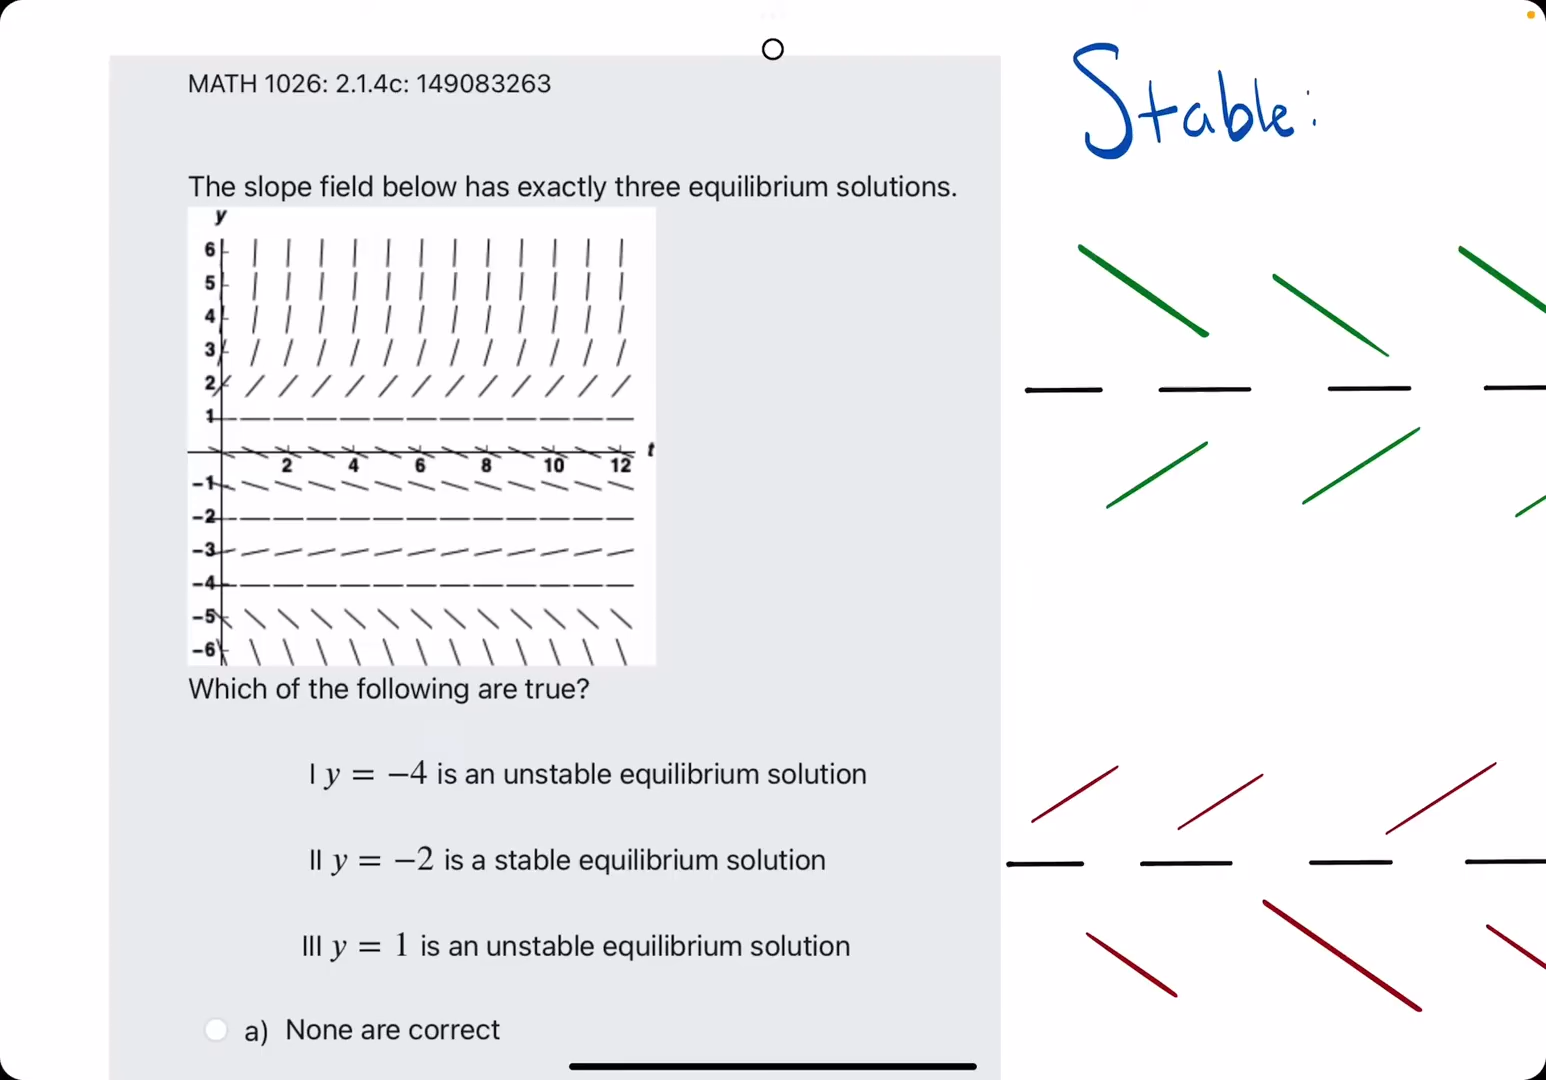 MATH 1026: 2.1.4c: 149083263
Stable:
The slope field below has exactly three equilibrium solutions.
y
6
5
4
3
2
1
t
2 4 6 8 10 12
-1
-2
-3
-4
-5
-6
Which of the following are true?
I y = −4 is an unstable equilibrium solution
II y = −2 is a stable equilibrium solution
III y = 1 is an unstable equilibrium solution
a) None are correct